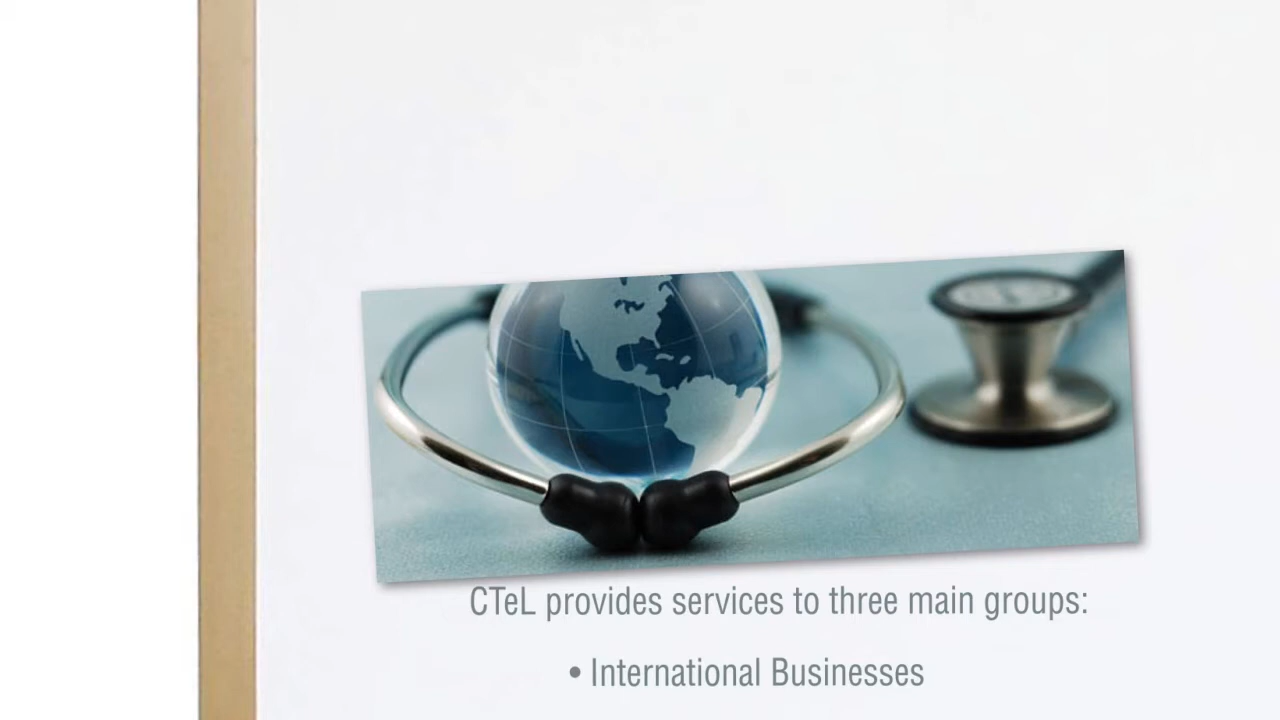 CTeL provides services to three main groups:
• International Businesses